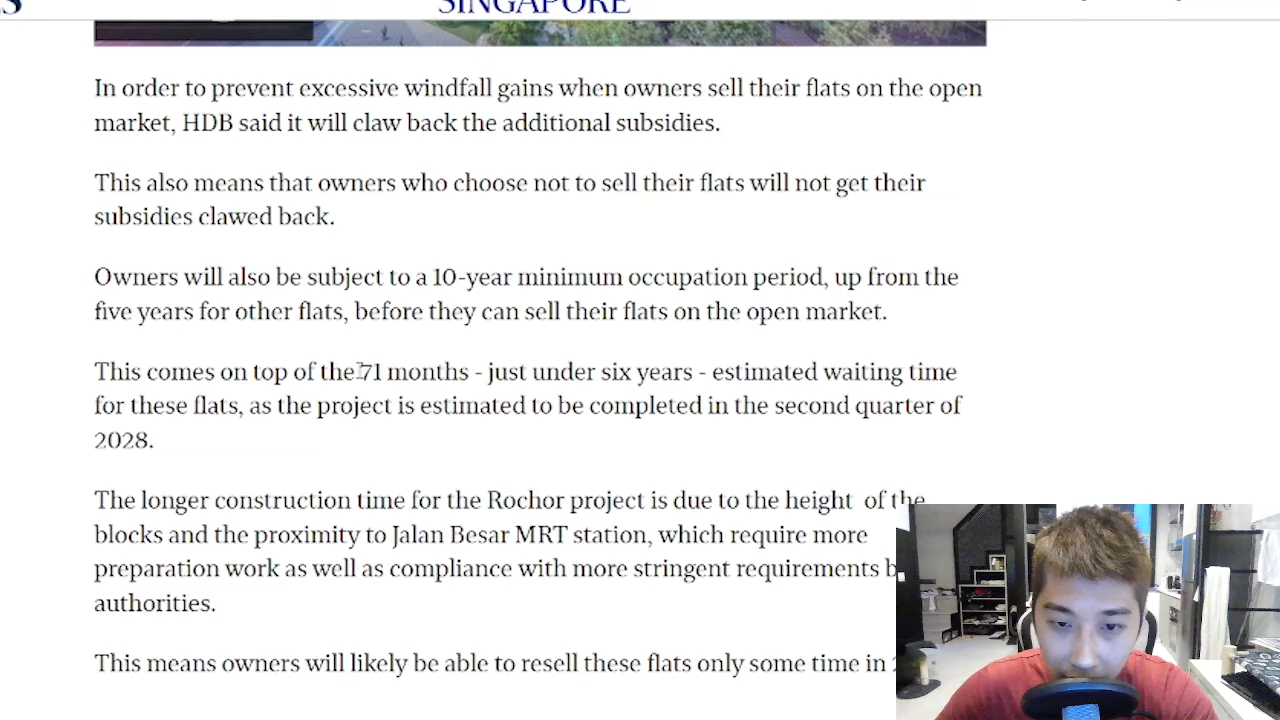 SINGAPORE
In order to prevent excessive windfall gains when owners sell their flats on the open
market, HDB said it will claw back the additional subsidies.
This also means that owners who choose not to sell their flats will not get their
subsidies clawed back.
Owners will also be subject to a 10-year minimum occupation period, up from the
five years for other flats, before they can sell their flats on the open market.
This comes on top of the 71 months - just under six years - estimated waiting time
for these flats, as the project is estimated to be completed in the second quarter of
2028.
The longer construction time for the Rochor project is due to the height of the
blocks and the proximity to Jalan Besar MRT station, which require more
preparation work as well as compliance with more stringent requirements
authorities.
This means owners will likely be able to resell these flats only some time in